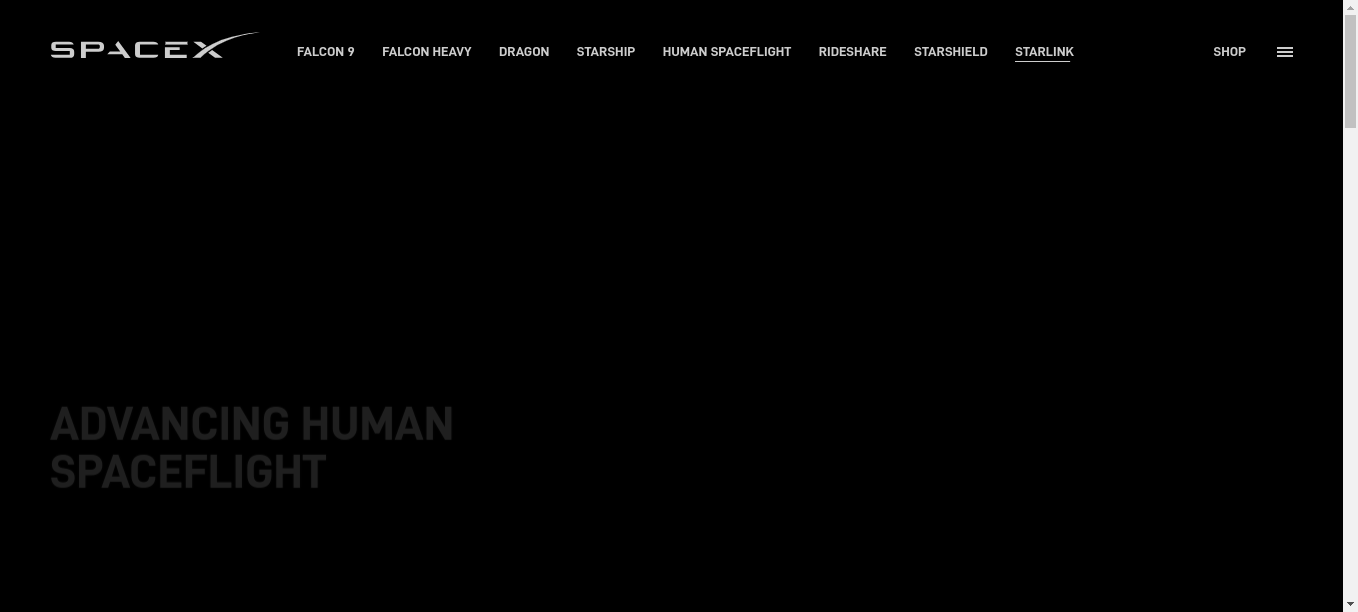 SPACEX FALCON 9 FALCON HEAVY DRAGON STARSHIP HUMAN SPACEFLIGHT RIDESHARE STARSHIELD STARLINK SHOP
ADVANCING HUMAN
SPACEFLIGHT